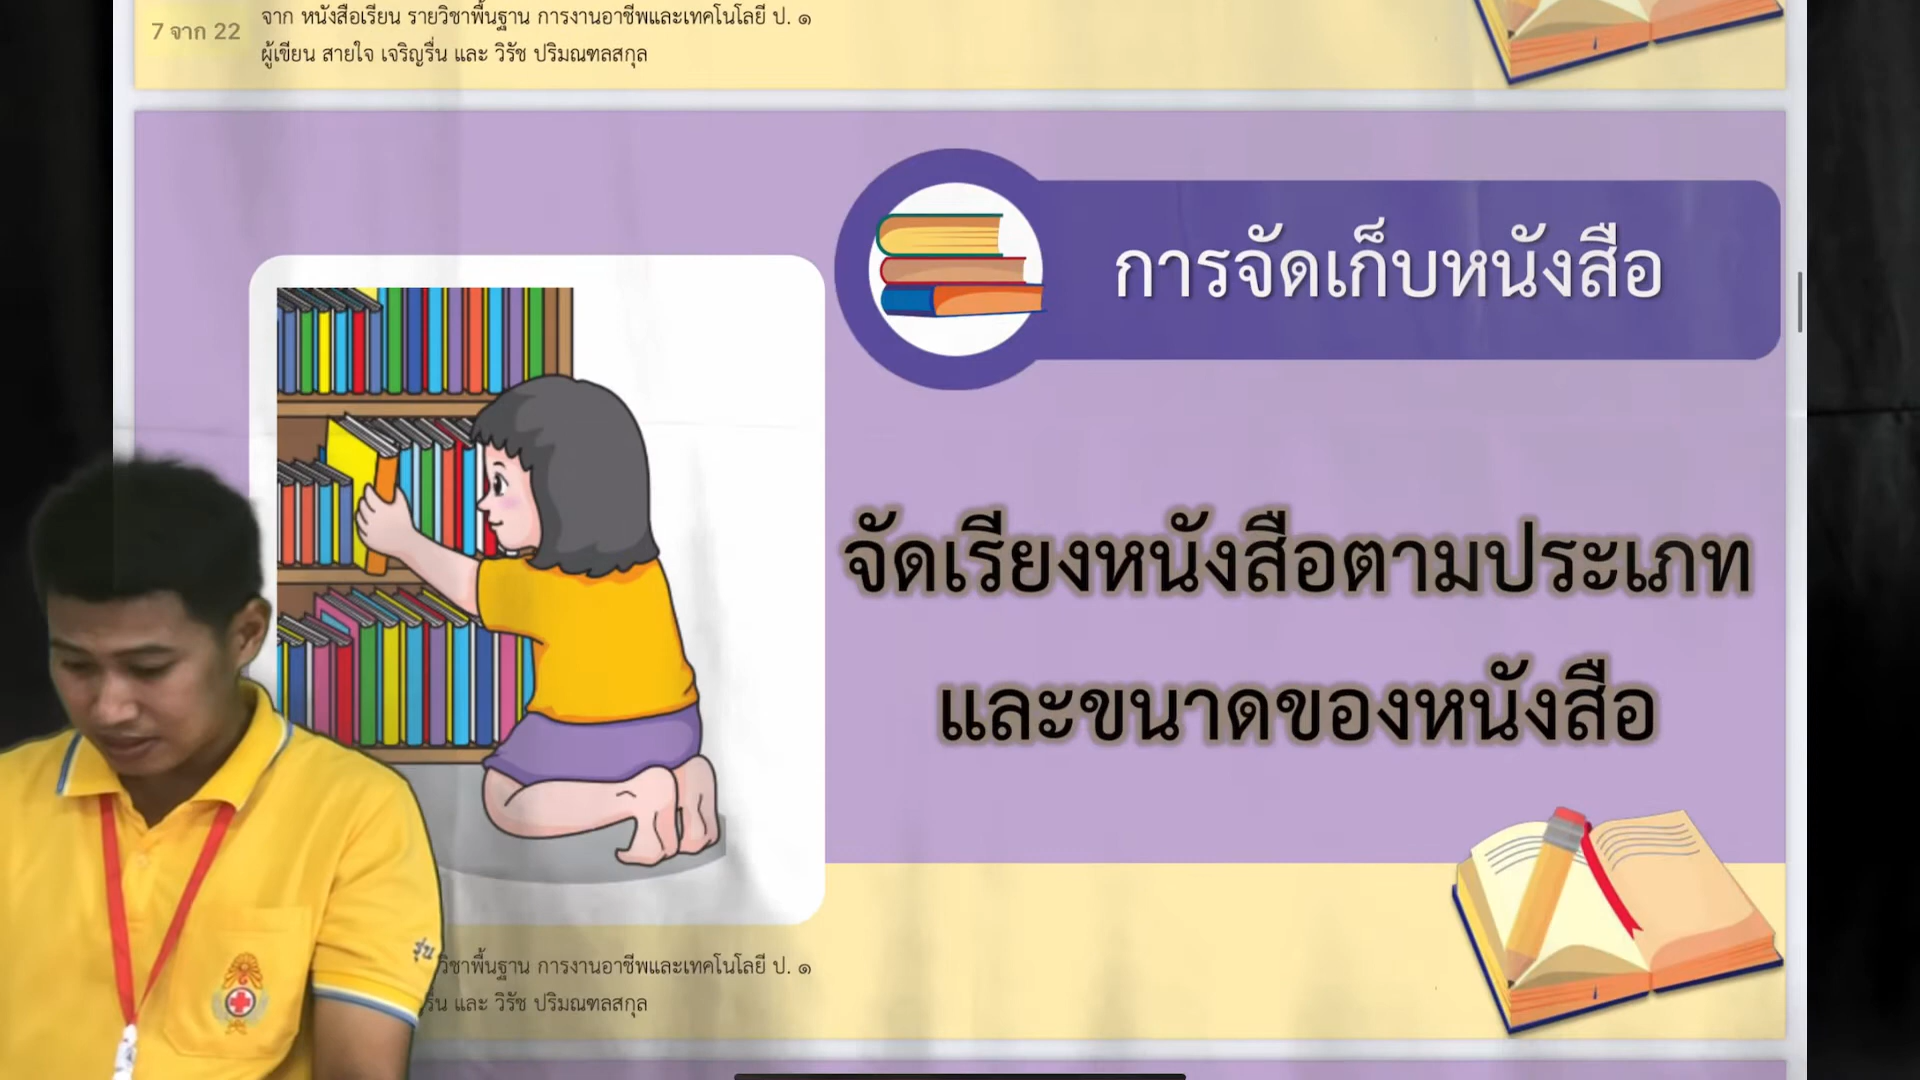 จาก หนังสือเรียน รายวิชาพื้นฐาน การงานอาชีพและเทคโนโลยี ป. ๑
7 จาก 22
ผู้เขียน สายใจ เจริญรื่น และ วิรัช ปริมณฑลสกุล
การจัดเก็บหนังสือ
จัดเรียงหนังสือตามประเภท
และขนาดของหนังสือ
รุ่น
วิชาพื้นฐาน การงานอาชีพและเทคโนโลยี ป. ๑
รื่น และ วิรัช ปริมณฑลสกุล